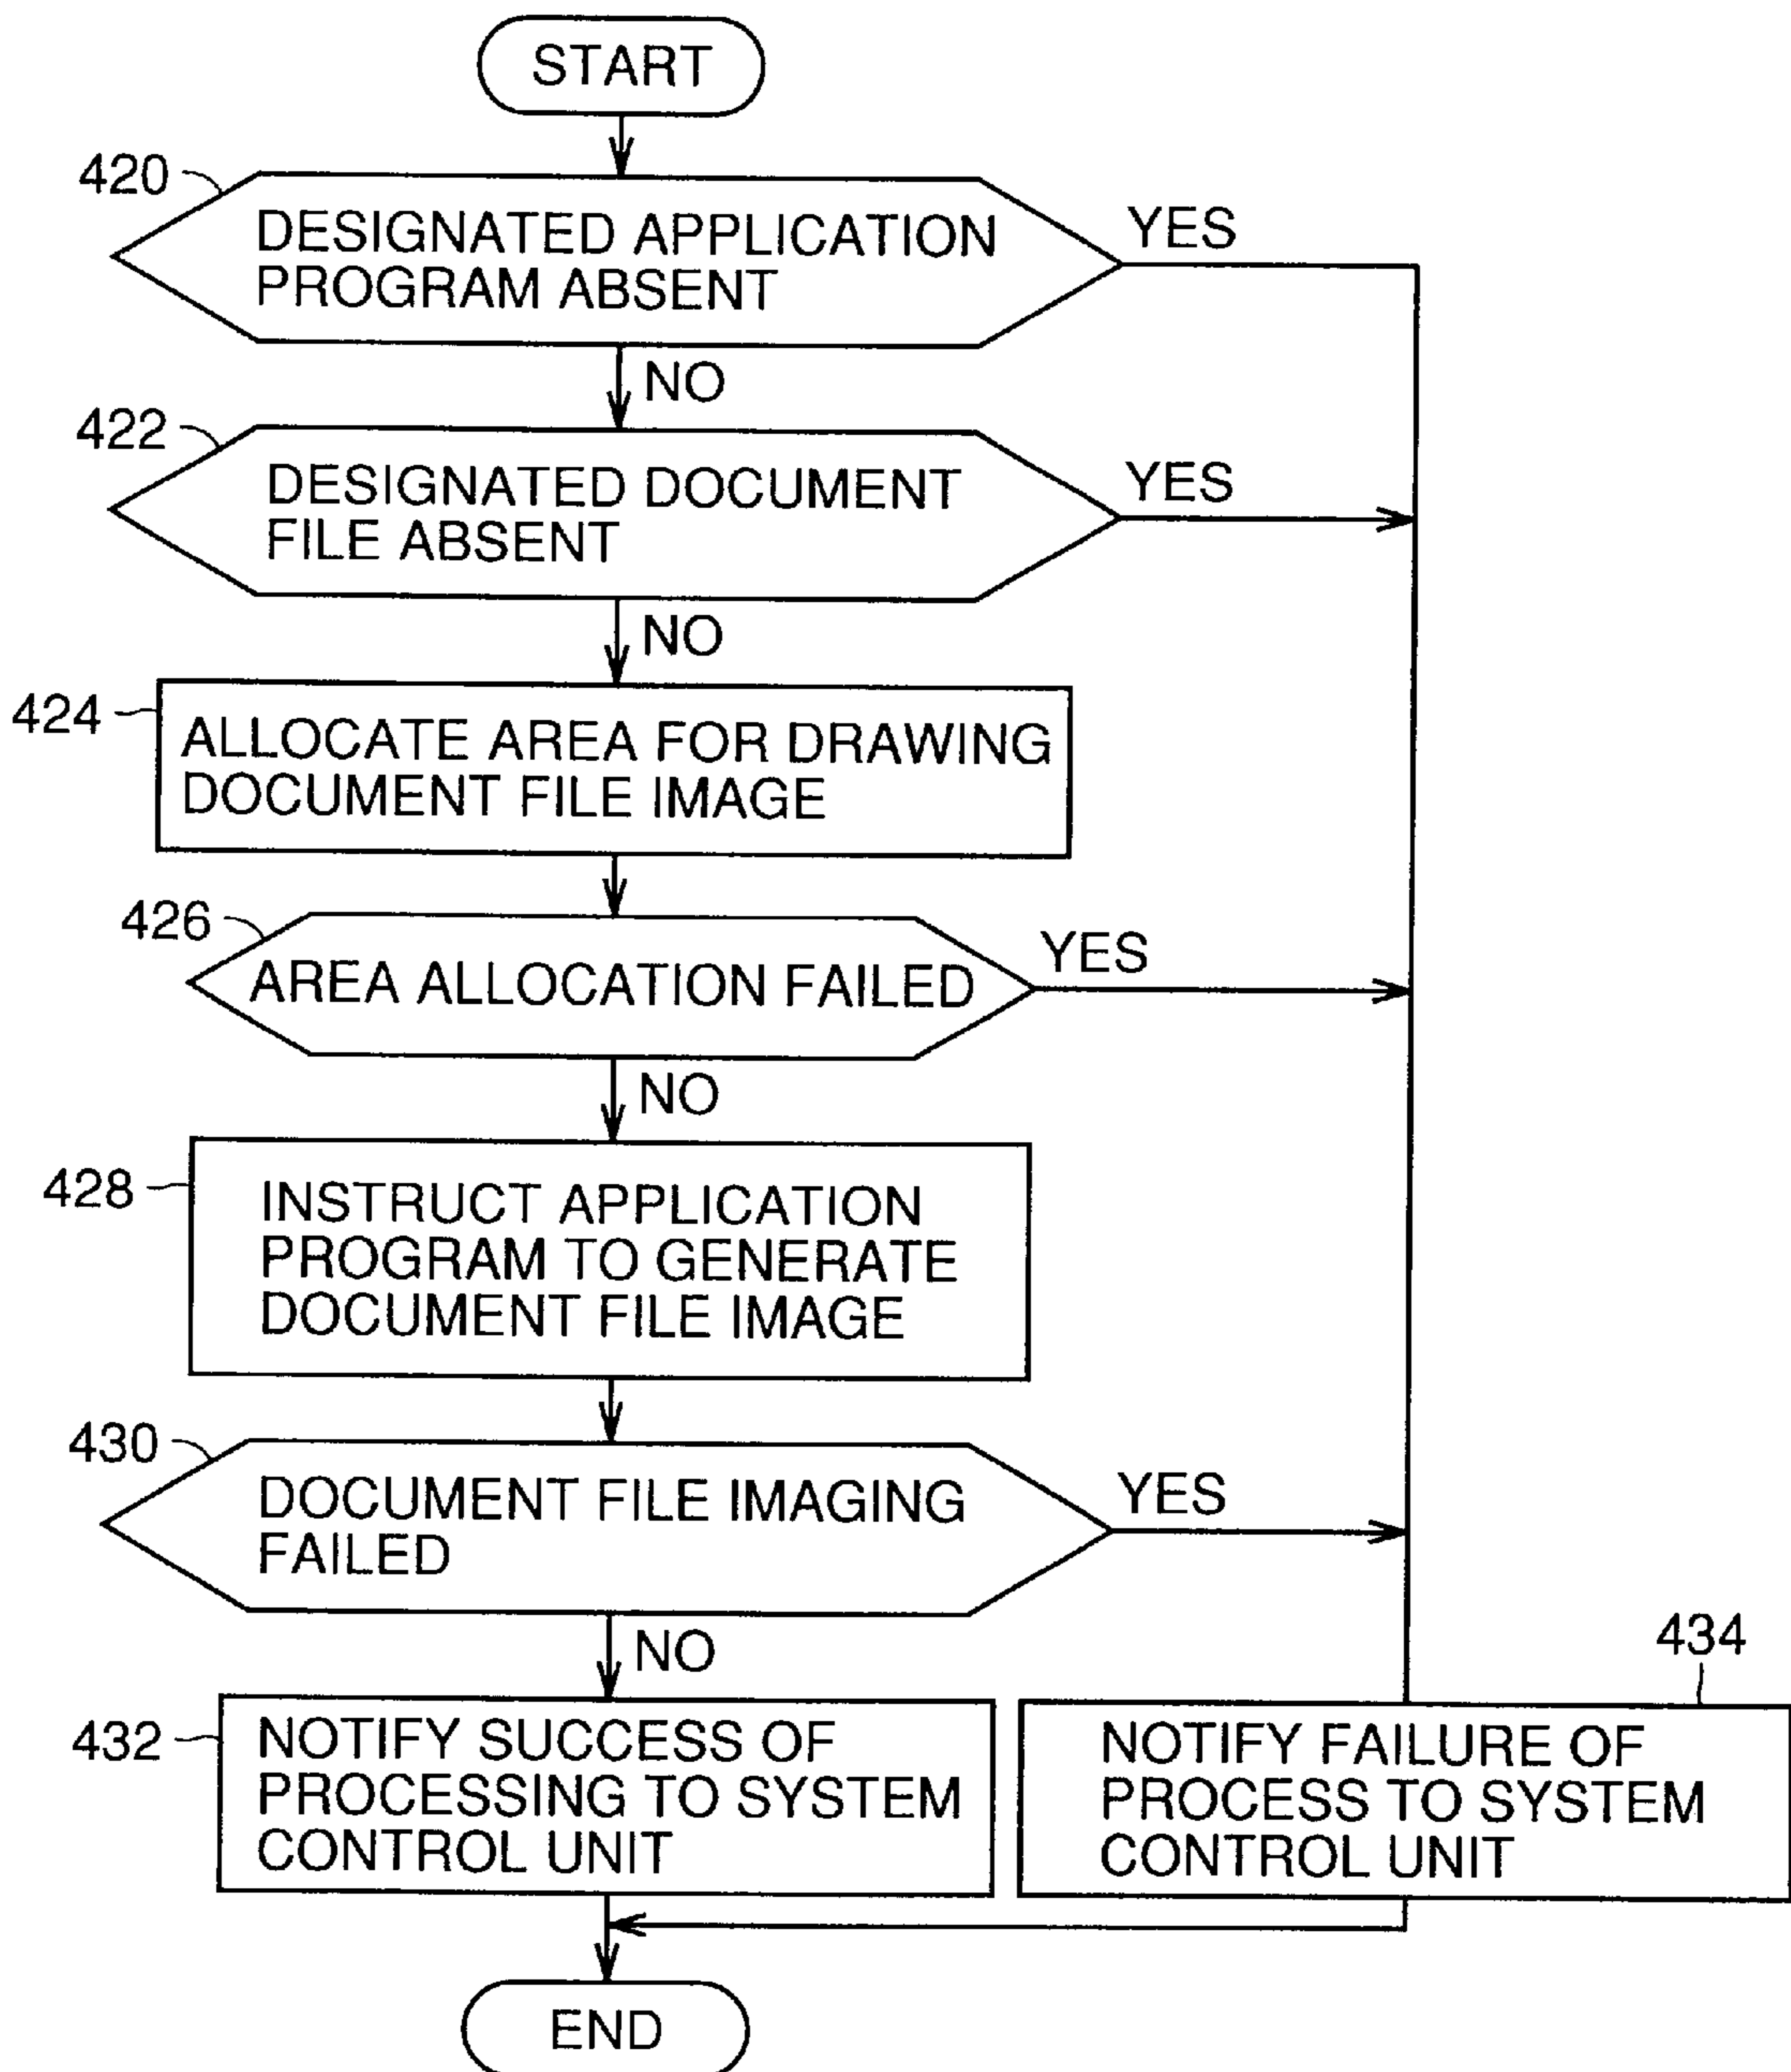 START
420
DESIGNATED APPLICATION
PROGRAM ABSENT
YES
NO
422
DESIGNATED DOCUMENT
FILE ABSENT
YES
NO
424
ALLOCATE AREA FOR DRAWING
DOCUMENT FILE IMAGE
426
AREA ALLOCATION FAILED
YES
NO
428
INSTRUCT APPLICATION
PROGRAM TO GENERATE
DOCUMENT FILE IMAGE
430
DOCUMENT FILE IMAGING
FAILED
YES
NO
432
NOTIFY SUCCESS OF
PROCESSING TO SYSTEM
CONTROL UNIT
434
NOTIFY FAILURE OF
PROCESS TO SYSTEM
CONTROL UNIT
END